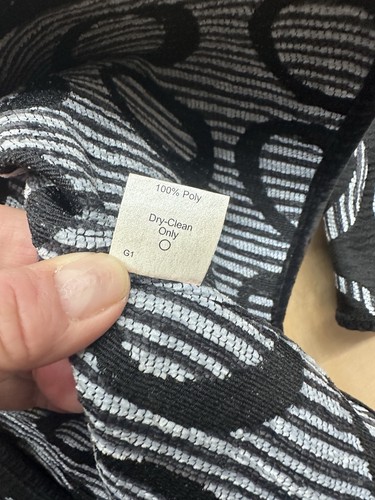 100% Poly
Dry-Clean
Only
G1